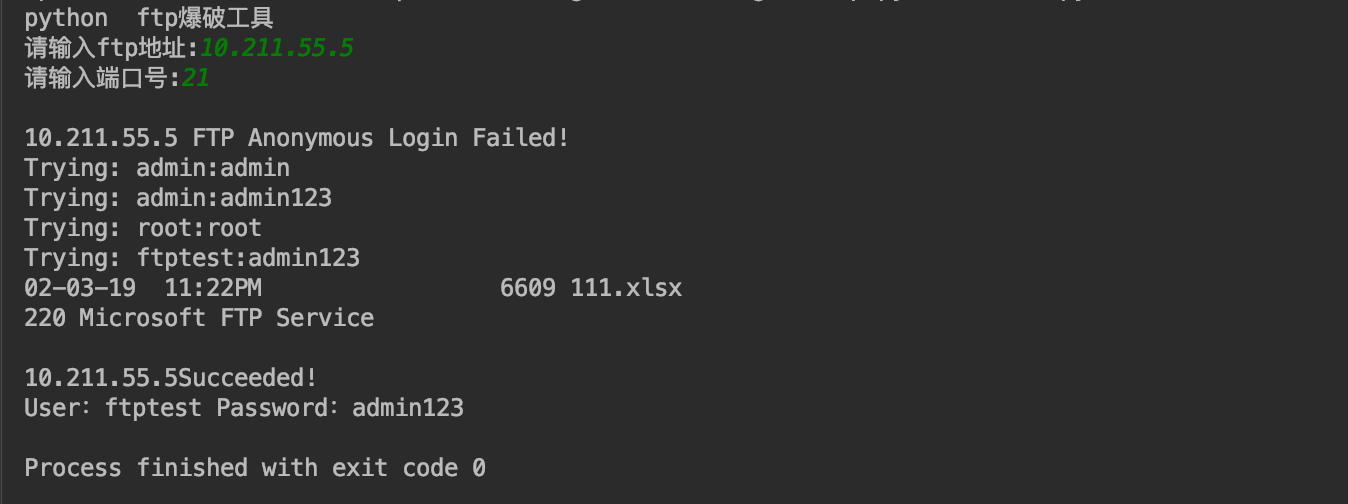 python  ftp爆破工具
请输入ftp地址:10.211.55.5
请输入端口号:21
10.211.55.5 FTP Anonymous Login Failed!
Trying: admin:admin
Trying: admin:admin123
Trying: root:root
Trying: ftptest:admin123
02-03-19  11:22PM                 6609 111.xlsx
220 Microsoft FTP Service
10.211.55.5Succeeded!
User：ftptest Password：admin123
Process finished with exit code 0